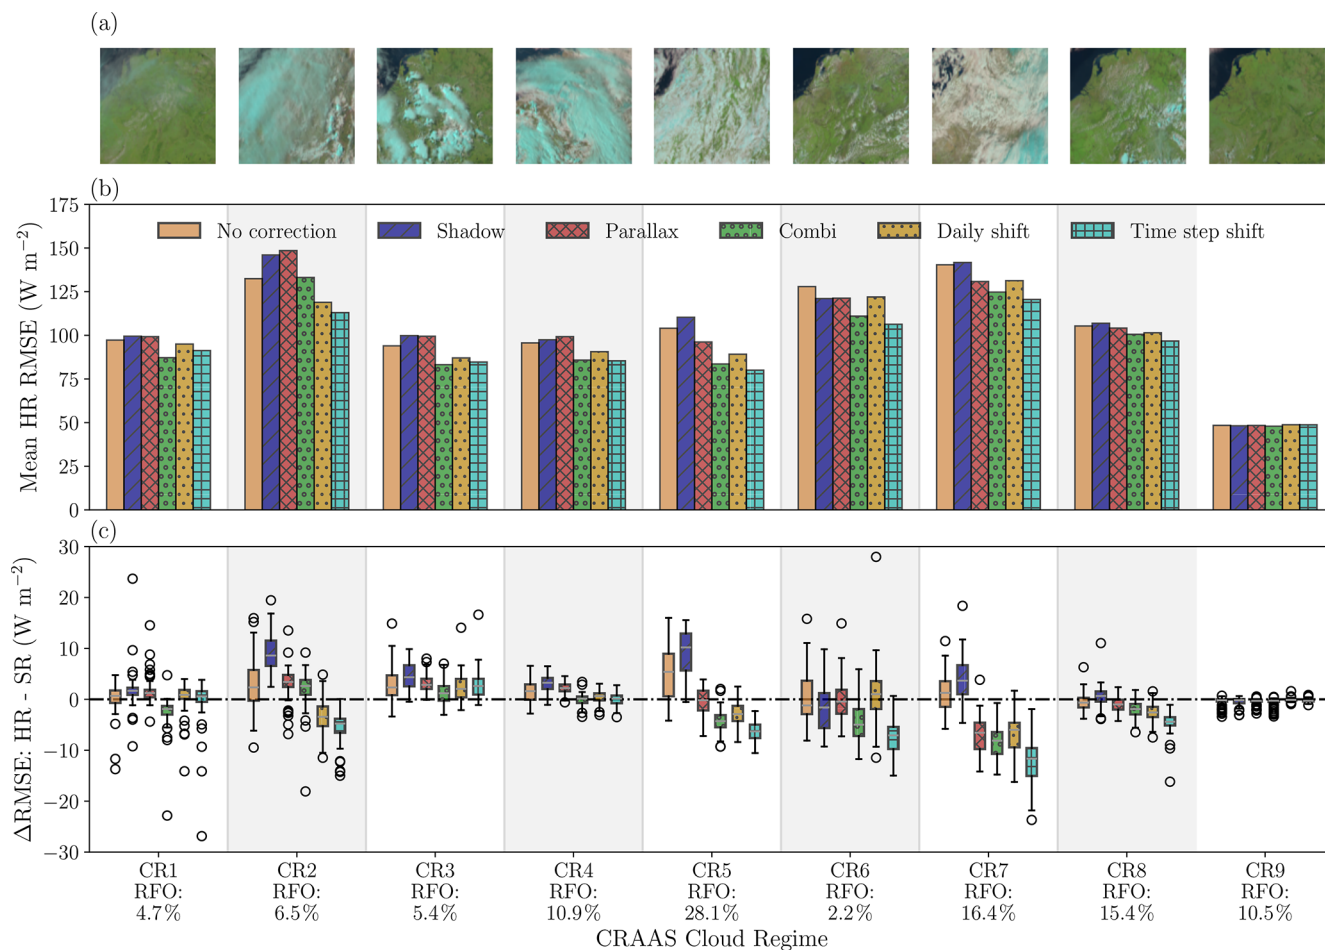 (a)
(b)
175
150
125
100
75
50
25
0
Mean HR RMSE (W m−2)
No correction
Shadow
Parallax
Combi
Daily shift
Time step shift
(c)
30
20
10
0
−10
−20
−30
ΔRMSE: HR - SR (W m−2)
CR1 CR2 CR3 CR4 CR5 CR6 CR7 CR8 CR9
RFO: RFO: RFO: RFO: RFO: RFO: RFO: RFO: RFO:
4.7% 6.5% 5.4% 10.9% 28.1% 2.2% 16.4% 15.4% 10.5%
CRAAS Cloud Regime